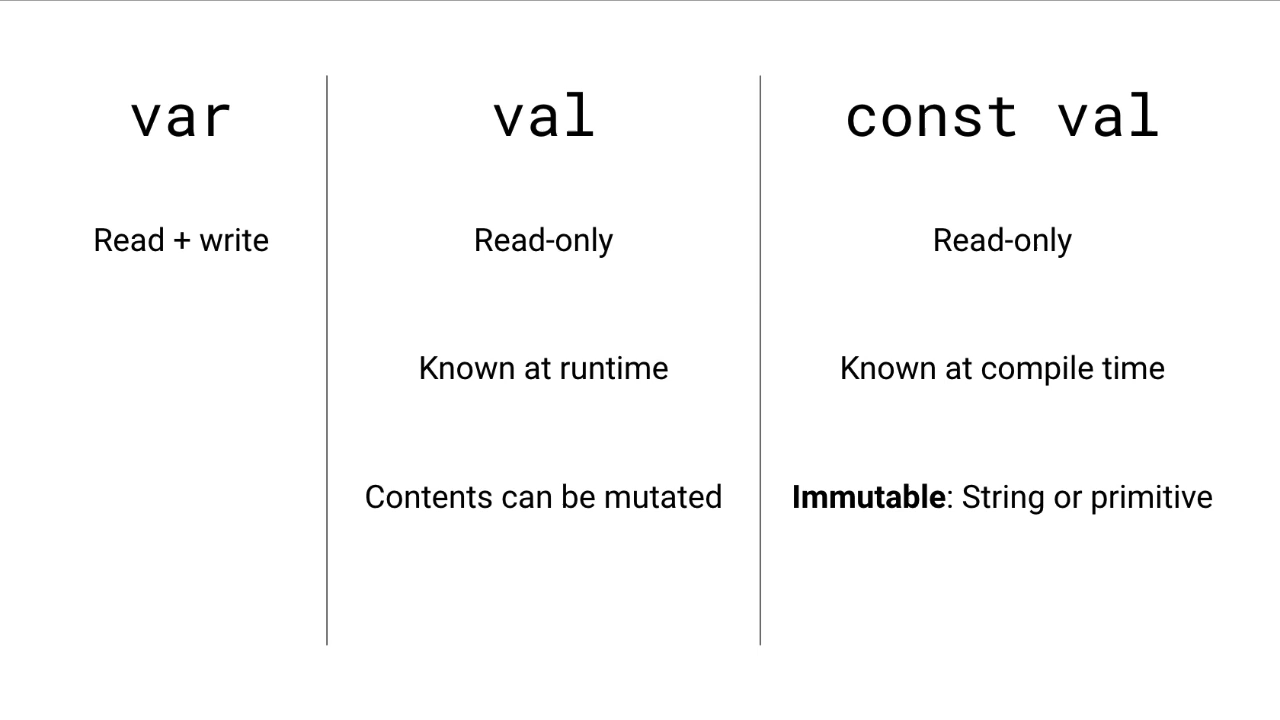 var
Read + write
val
Read-only
Known at runtime
Contents can be mutated
const val
Read-only
Known at compile time
Immutable: String or primitive